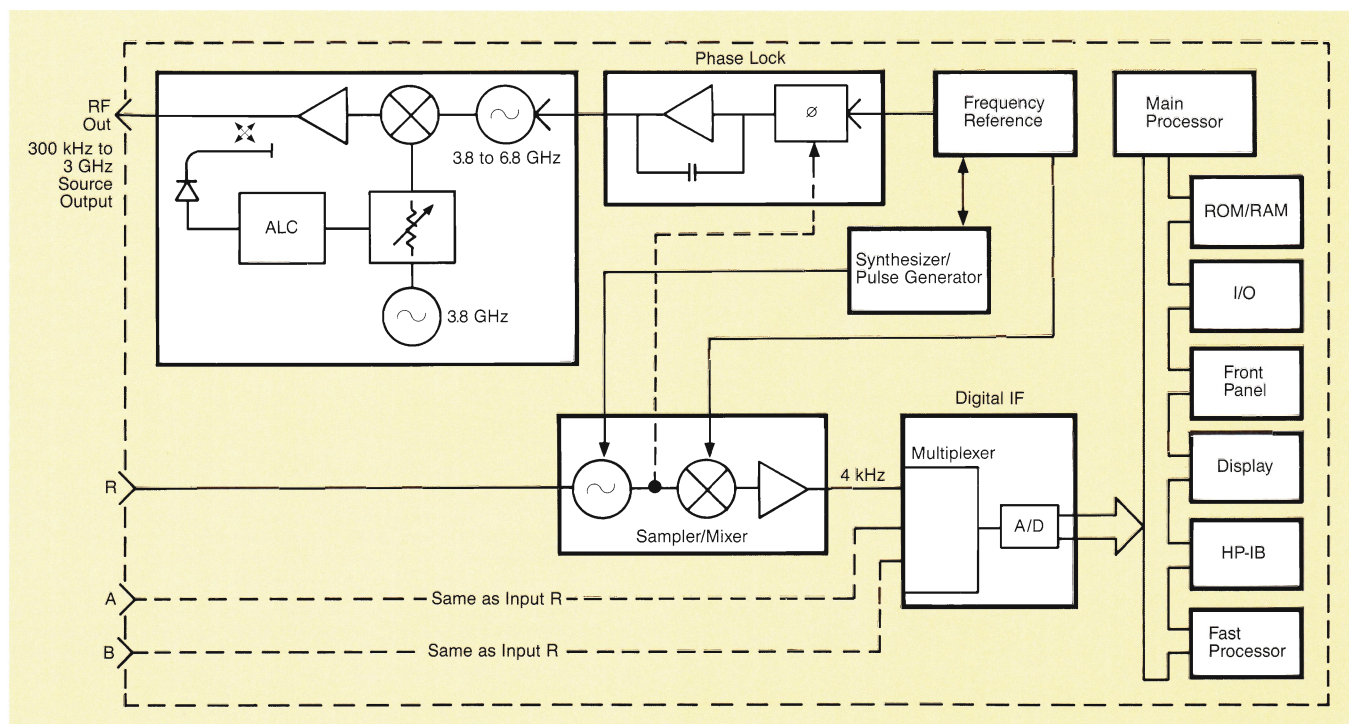 Phase Lock
RF
Out
300 kHz to
3 GHz
Source
Output
3.8 to 6.8 GHz
ALC
3.8 GHz
ø
Frequency
Reference
Main
Processor
Synthesizer/
Pulse Generator
ROM/RAM
I/O
Front
Panel
Display
HP-IB
Fast
Processor
Digital IF
Multiplexer
A/D
4 kHz
R
Sampler/Mixer
A
Same as Input R
B
Same as Input R